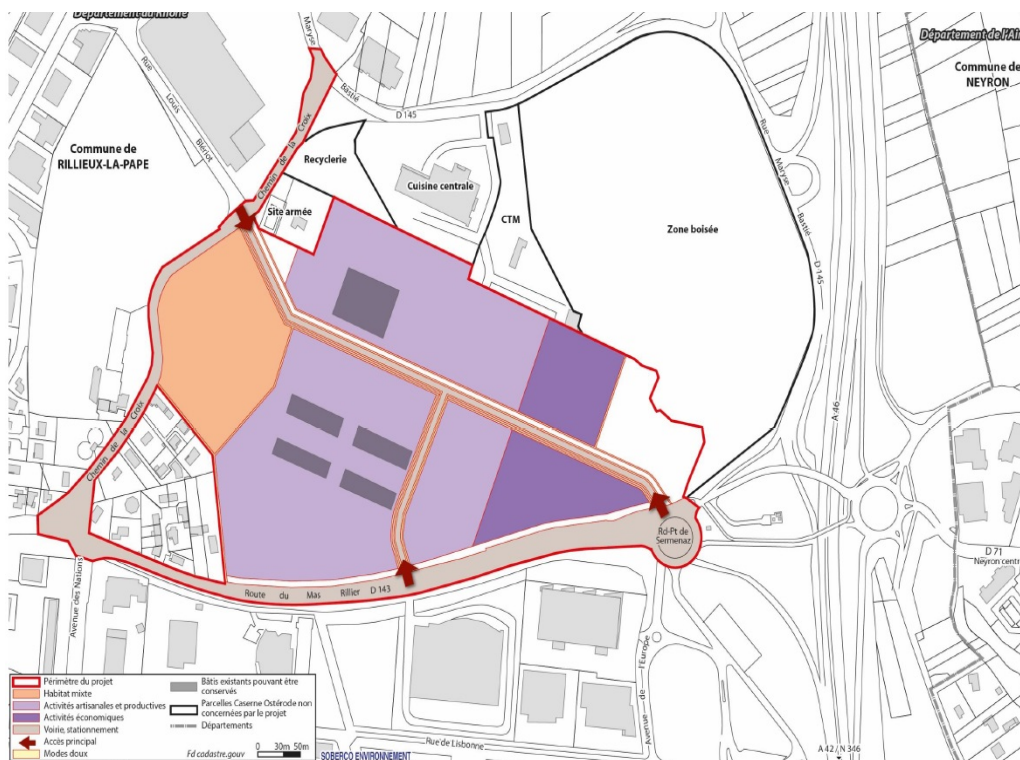 Département du Rhône
Département de l'Ain
Commune de
NEYRON
Maryse
Bastié
D 145
Rue
Louis
Blériot
Chemin de la Croix
Commune de
RILLIEUX-LA-PAPE
Recyclerie
Cuisine centrale
Site armée
CTM
Zone boisée
Rue
Maryse
Bastié
D 145
A-46
Chemin de la Croix
Rd-Pt de
Sermenaz
D 71
Neyron centre
Route du Mas Rillier D 143
Avenue des Nations
Avenue de l'Europe
Rue de Lisbonne
A 42 / N 346
Périmètre du projet
Habitat mixte
Activités artisanales et productives
Activités économiques
Voirie, stationnement
Accès principal
Modes doux
Bâtis existants pouvant être
conservés
Parcelles Caserne Ostérode non
concernées par le projet
Départements
Fd cadastre.gouv
0 30m 50m
SOBERCO ENVIRONNEMENT